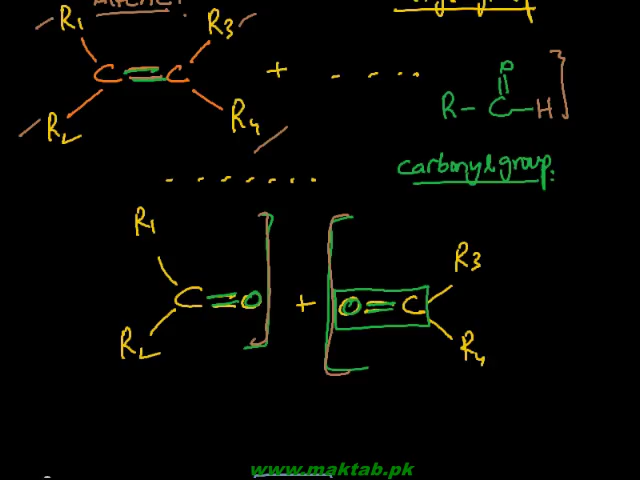 R1 R3
C = C + - - - -
R2 R4
O
R - C - H
carbonyl group.
- - - - - - -
R1 R3
C = O + O = C
R2 R4
www.maktab.pk